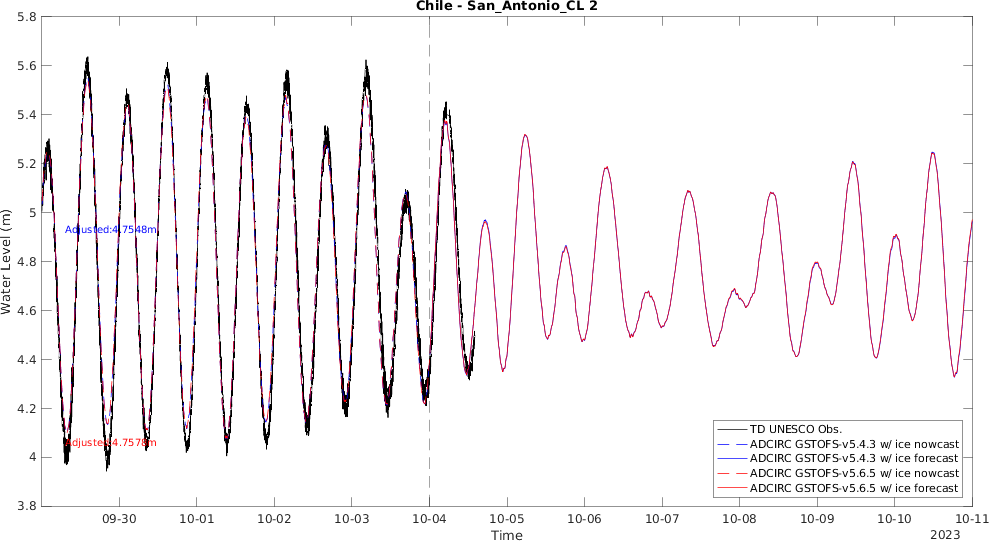 Chile - San_Antonio_CL 2
5.8
5.6
5.4
5.2
5
4.8
4.6
4.4
4.2
4
3.8
Water Level (m)
Adjusted:4.7548m
Adjusted:4.7578m
TD UNESCO Obs.
ADCIRC GSTOFS-v5.4.3 w/ ice nowcast
ADCIRC GSTOFS-v5.4.3 w/ ice forecast
ADCIRC GSTOFS-v5.6.5 w/ ice nowcast
ADCIRC GSTOFS-v5.6.5 w/ ice forecast
09-30 10-01 10-02 10-03 10-04 10-05 10-06 10-07 10-08 10-09 10-10 10-11
Time
2023